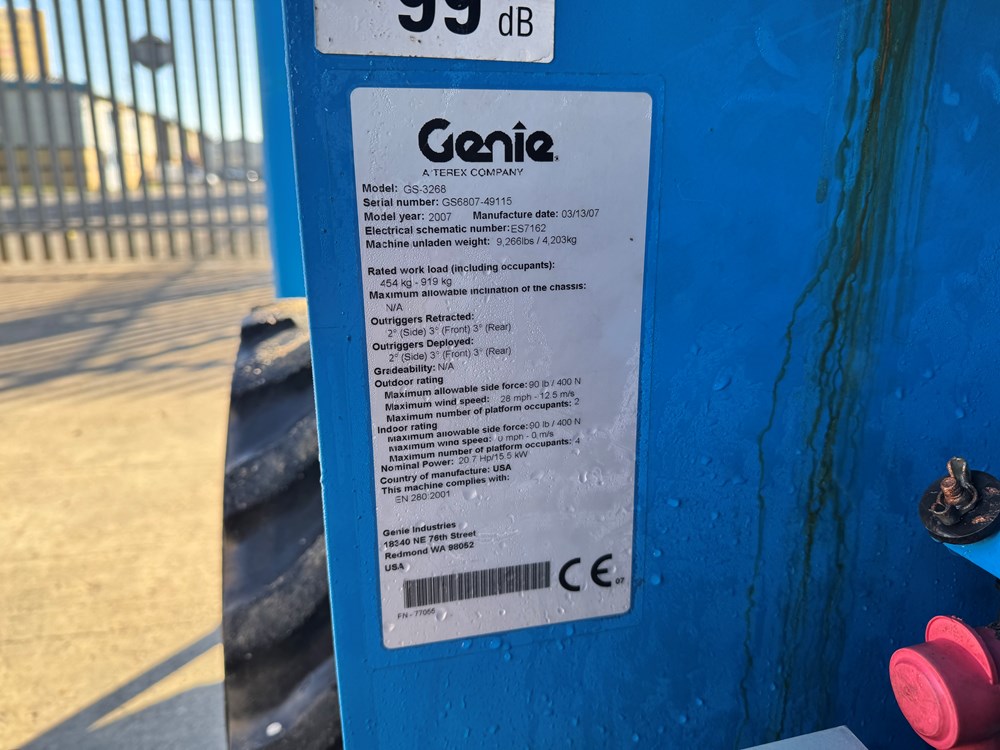 99 dB
Genie
A TEREX COMPANY
Model: GS-3268
Serial number: GS6807-49115
Model year: 2007 Manufacture date: 03/13/07
Electrical schematic number: ES7162
Machine unladen weight: 9,266lbs / 4,203kg
Rated work load (including occupants):
454 kg - 919 kg
Maximum allowable inclination of the chassis:
N/A
Outriggers Retracted:
2° (Side) 3° (Front) 3° (Rear)
Outriggers Deployed:
2° (Side) 3° (Front) 3° (Rear)
Gradeability: N/A
Outdoor rating
Maximum allowable side force: 90 lb / 400 N
Maximum wind speed: 28 mph - 12.5 m/s
Maximum number of platform occupants: 2
Indoor rating
Maximum allowable side force: 90 lb / 400 N
Maximum wind speed: 0 mph - 0 m/s
Maximum number of platform occupants: 4
Nominal Power: 20.7 Hp/15.5 kW
Country of manufacture: USA
This machine complies with:
EN 280:2001
Genie Industries
18340 NE 76th Street
Redmond WA 98052
USA
CE 07
PN - 77055